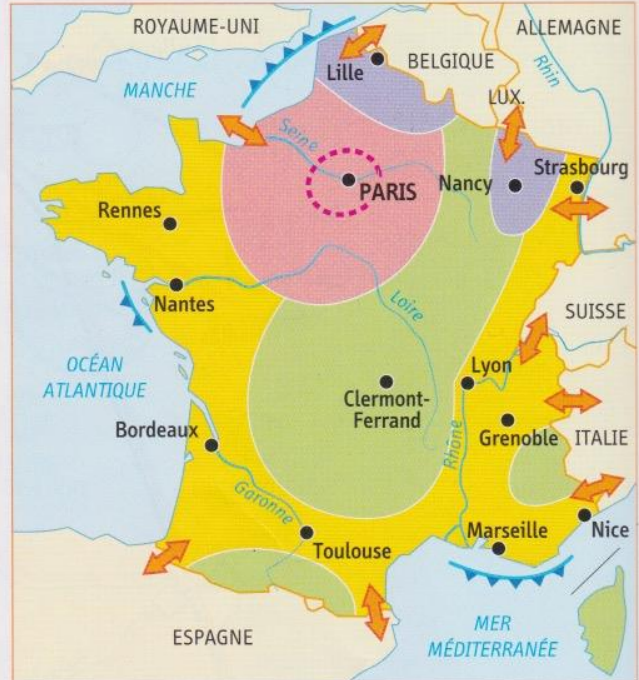 ROYAUME-UNI
ALLEMAGNE
BELGIQUE
Lille
Rhin
MANCHE
LUX.
Seine
Strasbourg
PARIS
Nancy
Rennes
Nantes
Loire
SUISSE
OCÉAN
ATLANTIQUE
Lyon
Clermont-
Ferrand
Bordeaux
Rhône
Grenoble
ITALIE
Garonne
Toulouse
Marseille
Nice
ESPAGNE
MER
MÉDITERRANÉE